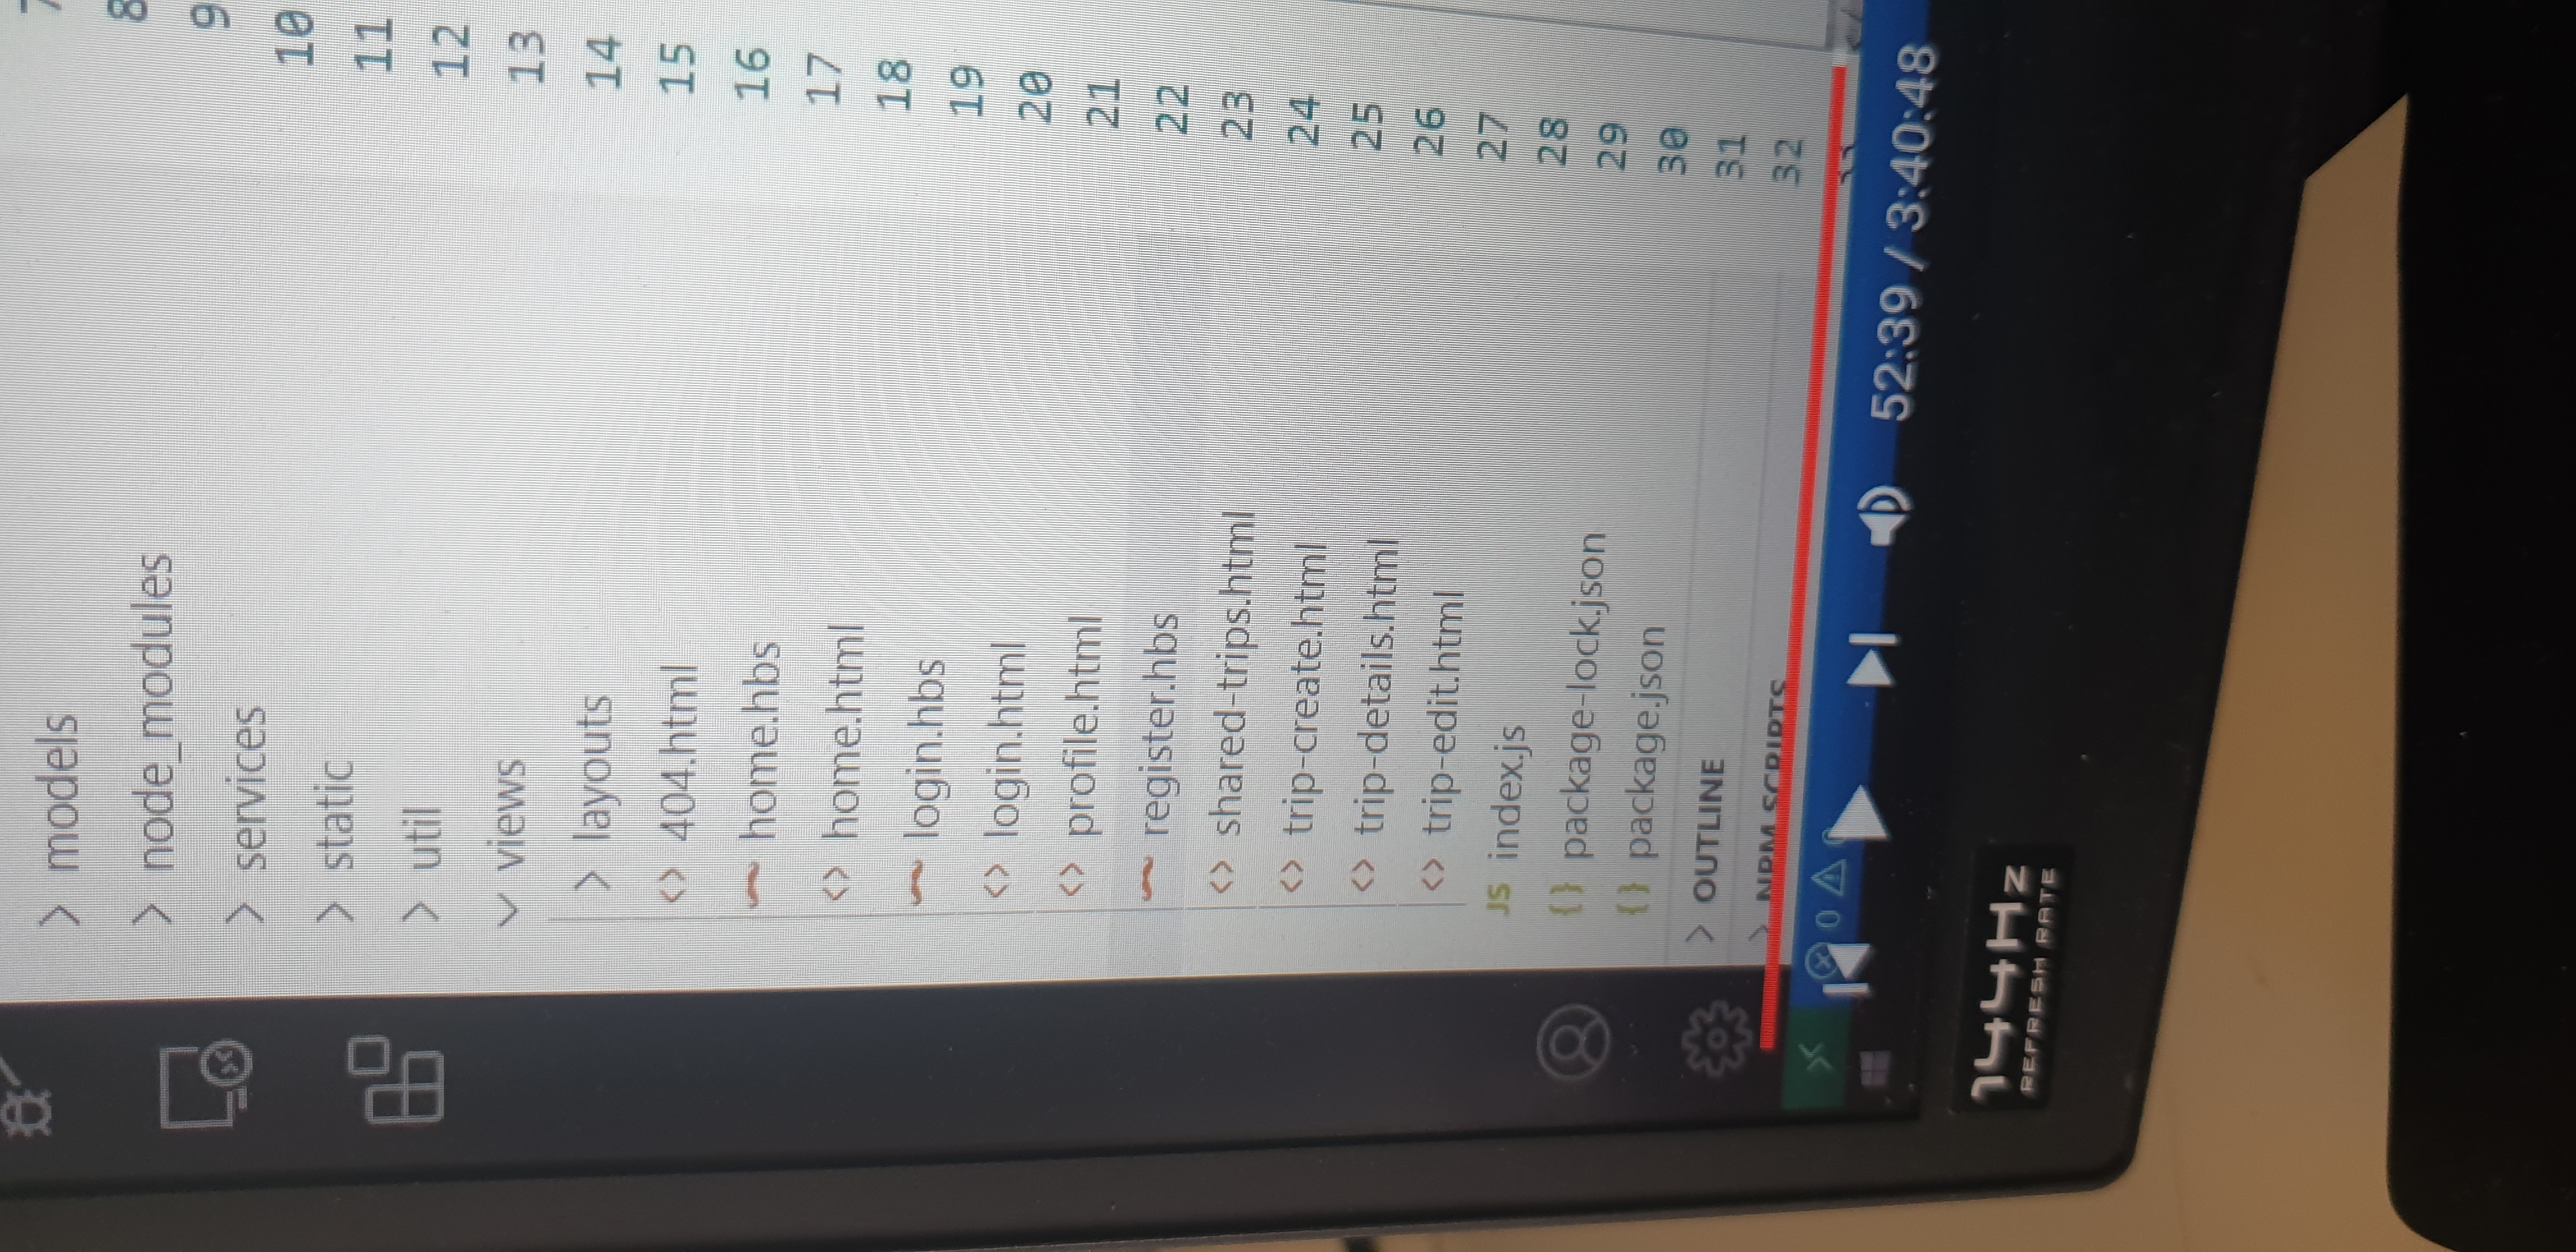 models
node_modules
services
static
util
views
layouts
404.html
home.hbs
home.html
login.hbs
login.html
profile.html
register.hbs
shared-trips.html
trip-create.html
trip-details.html
trip-edit.html
JS index.js
{} package-lock.json
{} package.json
OUTLINE
NPM SCRIPTS
7
8
9
10
11
12
13
14
15
16
17
18
19
20
21
22
23
24
25
26
27
28
29
30
31
32
33
0
52:39 / 3:40:48
144Hz
REFRESH RATE